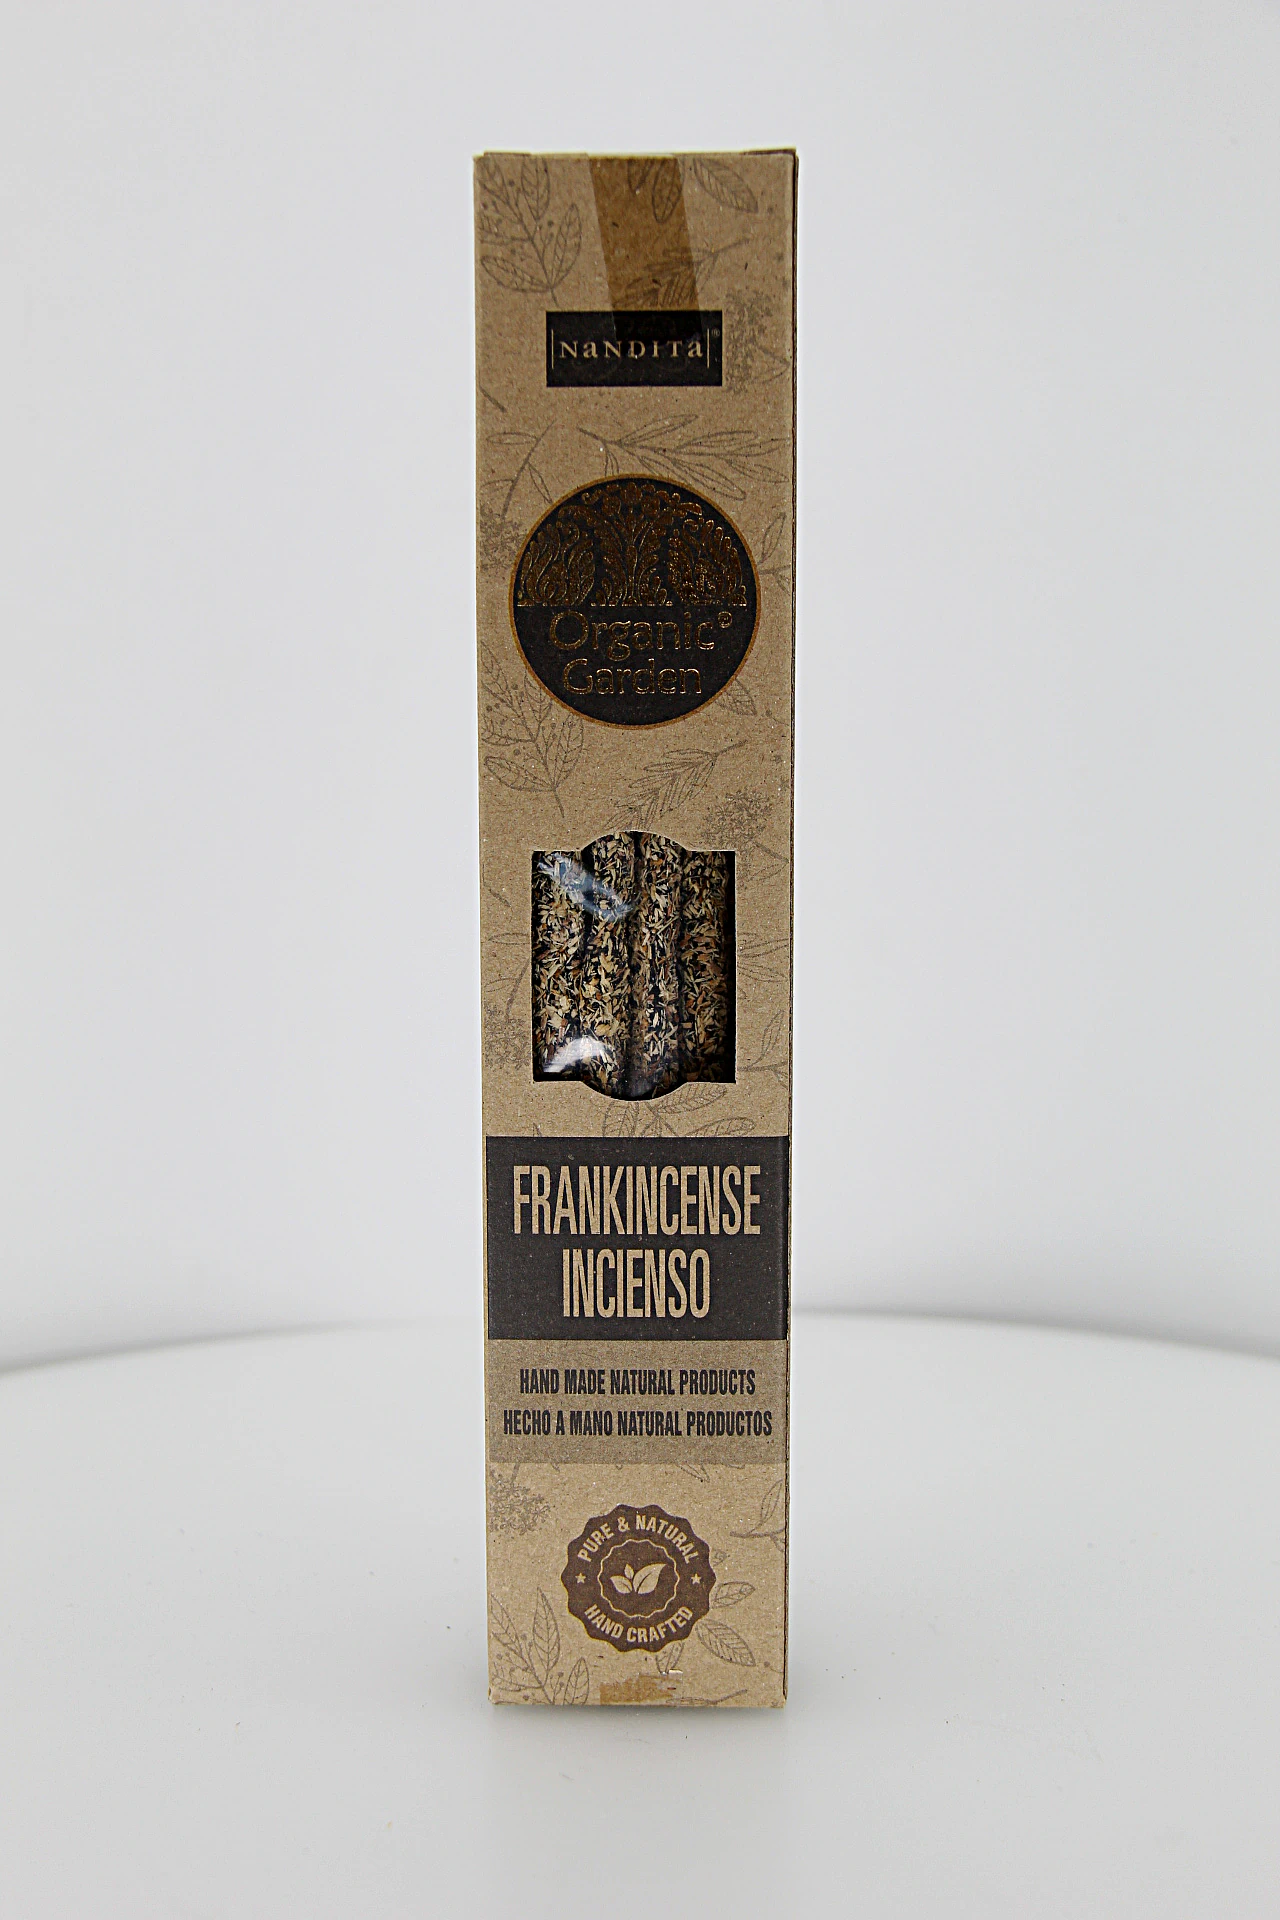 NaNDITa®
Organic®
Garden
FRANKINCENSE
INCIENSO
HAND MADE NATURAL PRODUCTS
HECHO A MANO NATURAL PRODUCTOS
PURE & NATURAL
HAND CRAFTED